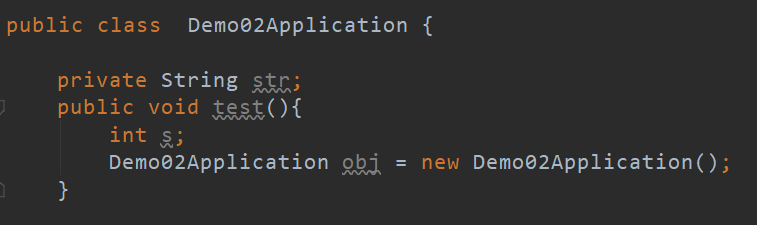 public class  Demo02Application {
private String str;
public void test(){
int s;
Demo02Application obj = new Demo02Application();
}